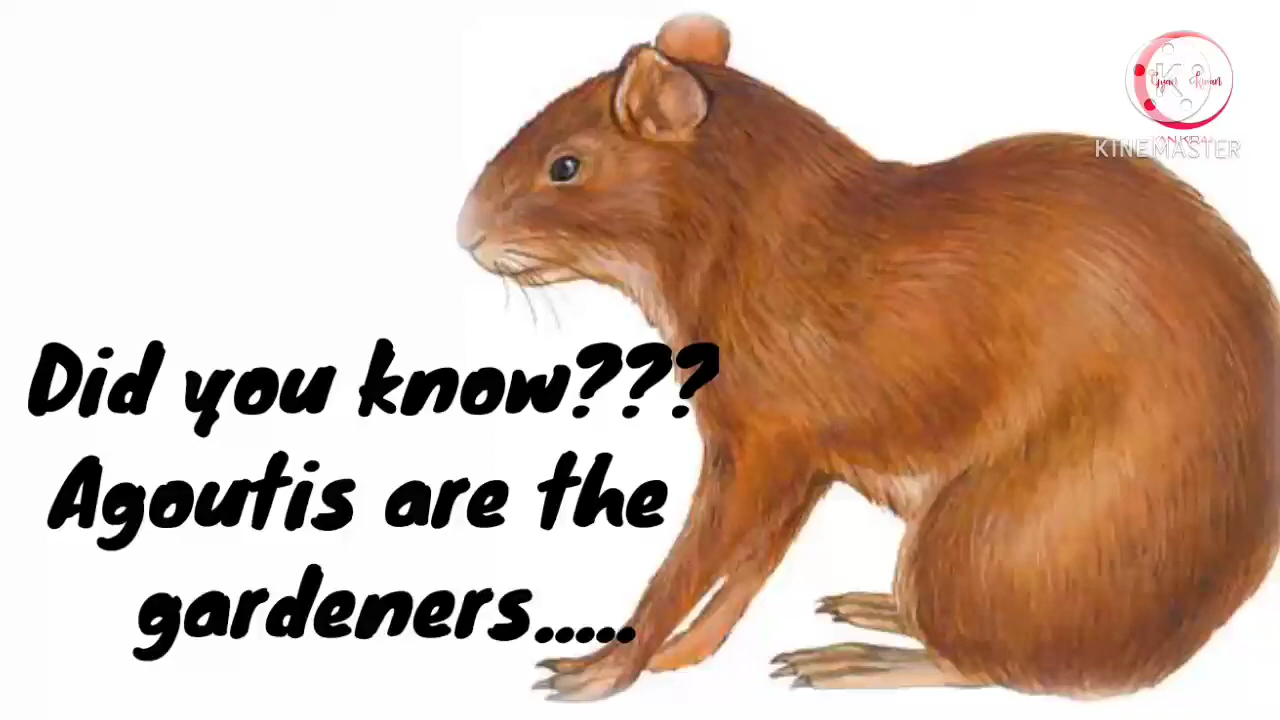 Did you know???
Agoutis are the
gardeners.....
KINEMASTER